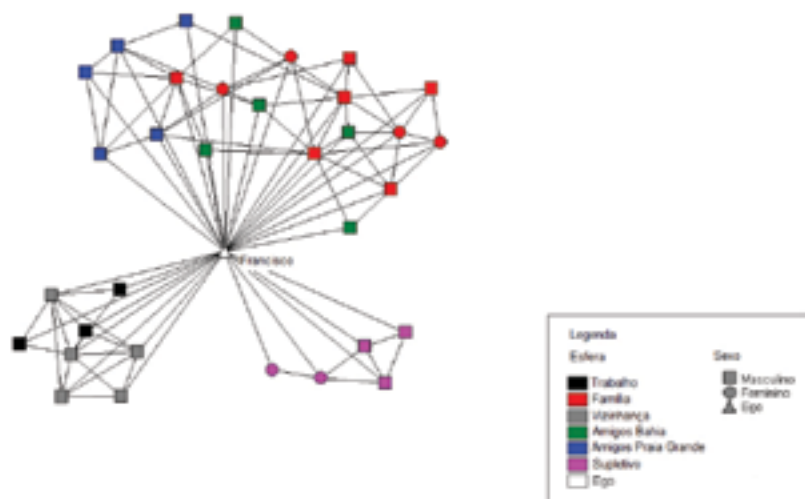 Francisco
Legenda
Esfera
Trabalho
Família
Vizinhança
Amigos Bahia
Amigos Praia Grande
Supletivo
Ego
Sexo
Masculino
Feminino
Ego